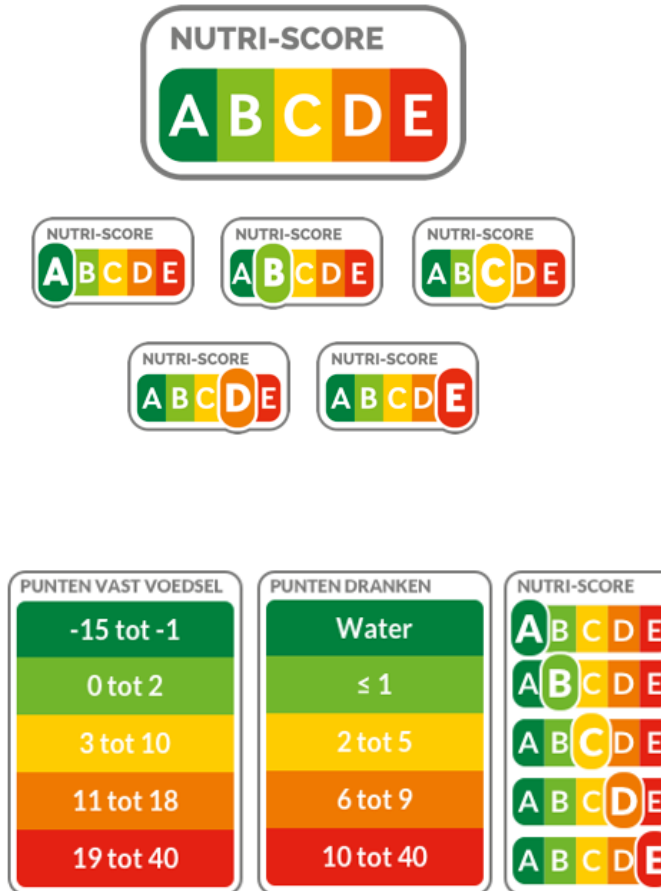 NUTRI-SCORE
A B C D E
NUTRI-SCORE
A B C D E
NUTRI-SCORE
A B C D E
NUTRI-SCORE
A B C D E
NUTRI-SCORE
A B C D E
NUTRI-SCORE
A B C D E
PUNTEN VAST VOEDSEL
-15 tot -1
0 tot 2
3 tot 10
11 tot 18
19 tot 40
PUNTEN DRANKEN
Water
≤ 1
2 tot 5
6 tot 9
10 tot 40
NUTRI-SCORE
A B C D E
A B C D E
A B C D E
A B C D E
A B C D E